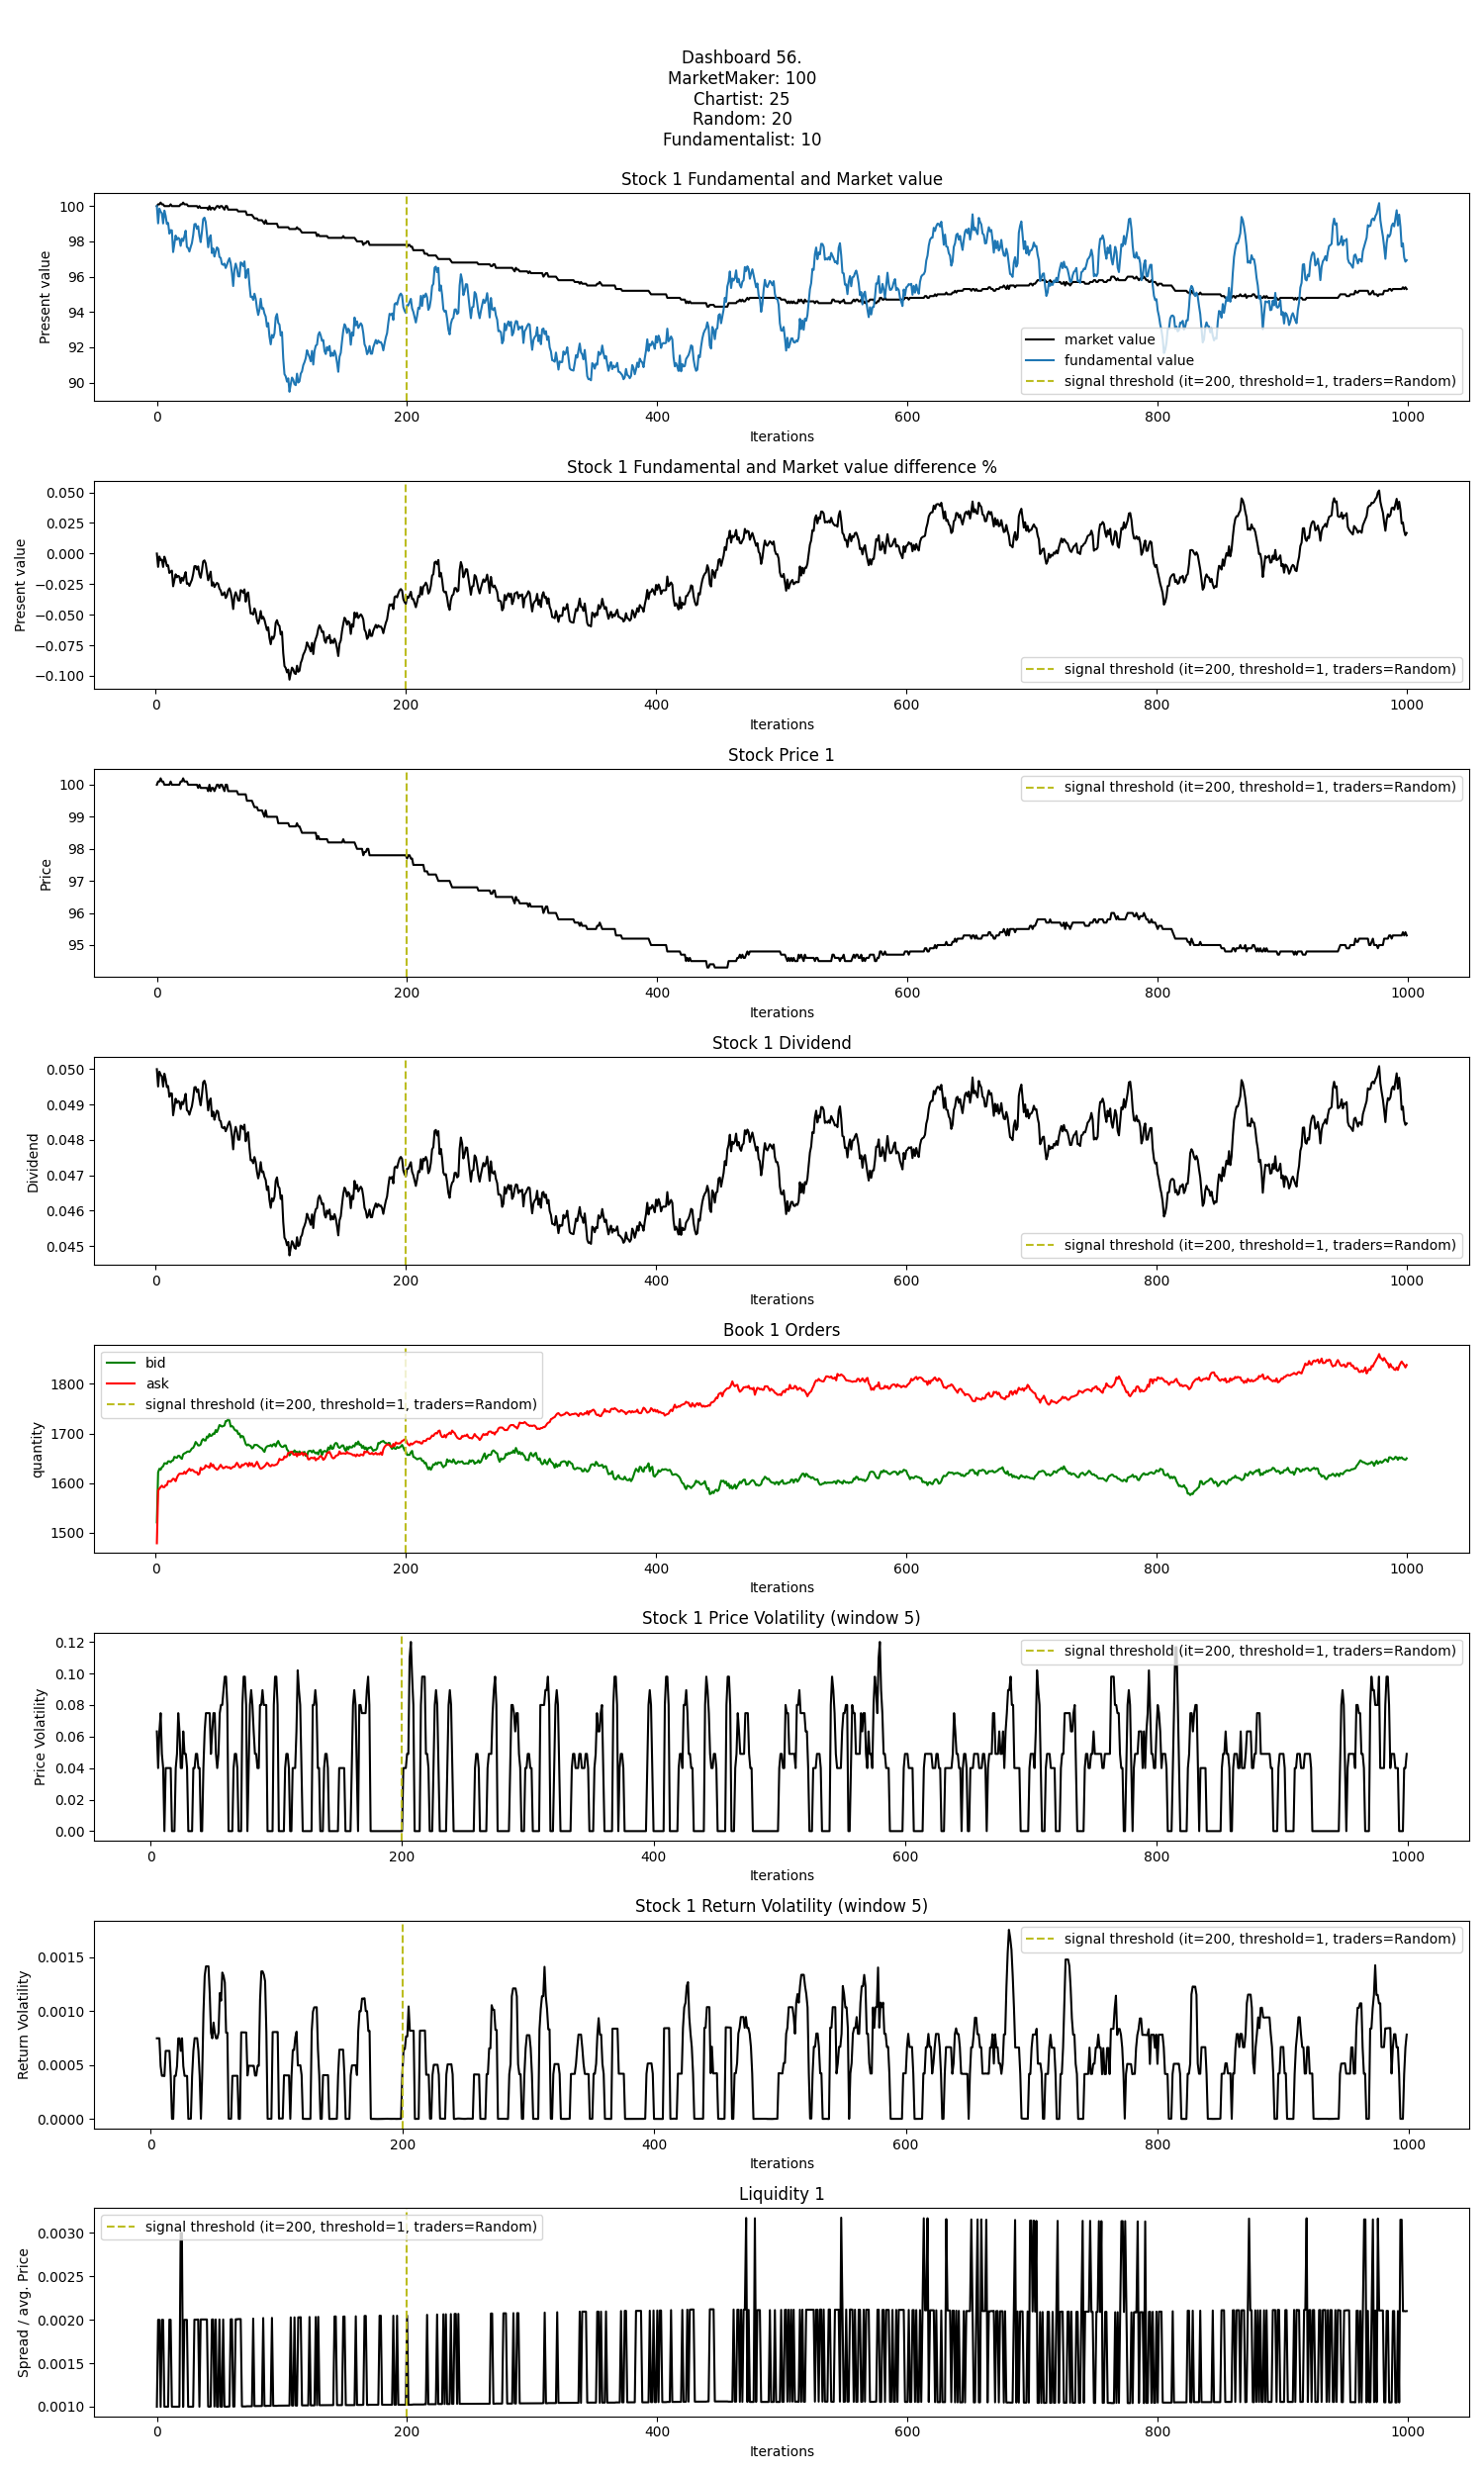 Dashboard 56.
MarketMaker: 100
Chartist: 25
Random: 20
Fundamentalist: 10
Stock 1 Fundamental and Market value
100
98
96
94
92
90
Present value
market value
fundamental value
signal threshold (it=200, threshold=1, traders=Random)
0 200 400 600 800 1000
Iterations
Stock 1 Fundamental and Market value difference %
0.050
0.025
0.000
−0.025
−0.050
−0.075
−0.100
Present value
signal threshold (it=200, threshold=1, traders=Random)
0 200 400 600 800 1000
Iterations
Stock Price 1
100
99
98
97
96
95
Price
signal threshold (it=200, threshold=1, traders=Random)
0 200 400 600 800 1000
Iterations
Stock 1 Dividend
0.050
0.049
0.048
0.047
0.046
0.045
Dividend
signal threshold (it=200, threshold=1, traders=Random)
0 200 400 600 800 1000
Iterations
Book 1 Orders
1800
1700
1600
1500
quantity
bid
ask
signal threshold (it=200, threshold=1, traders=Random)
0 200 400 600 800 1000
Iterations
Stock 1 Price Volatility (window 5)
0.12
0.10
0.08
0.06
0.04
0.02
0.00
Price Volatility
signal threshold (it=200, threshold=1, traders=Random)
0 200 400 600 800 1000
Iterations
Stock 1 Return Volatility (window 5)
0.0015
0.0010
0.0005
0.0000
Return Volatility
signal threshold (it=200, threshold=1, traders=Random)
0 200 400 600 800 1000
Iterations
Liquidity 1
0.0030
0.0025
0.0020
0.0015
0.0010
Spread / avg. Price
signal threshold (it=200, threshold=1, traders=Random)
0 200 400 600 800 1000
Iterations